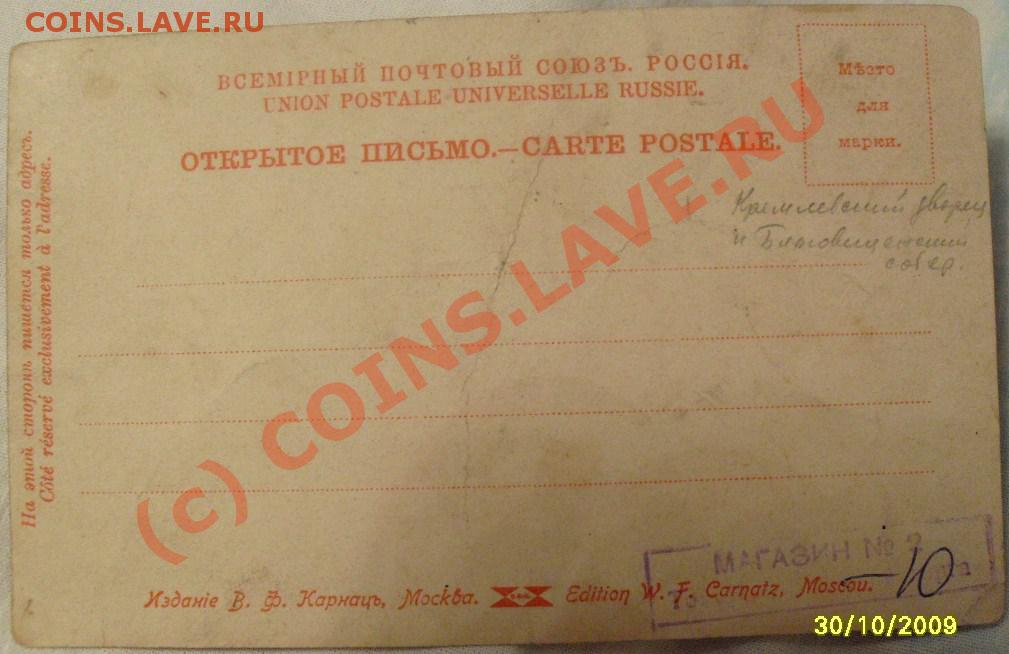 COINS.LAVE.RU
ВСЕМІРНЫЙ ПОЧТОВЫЙ СОЮЗЪ. РОССІЯ.
UNION POSTALE UNIVERSELLE RUSSIE.
ОТКРЫТОЕ ПИСЬМО.—CARTE POSTALE.
Мѣсто
для
марки.
Кремлевский дворец
и Благовещенский
собор.
На этой сторонѣ пишется только адресъ.
Côté réservé exclusivement à l'adresse.
(c) COINS.LAVE.RU
МАГАЗИН №
—10
Изданіе В. Ф. Карнацъ, Москва. Edition W. F. Carnatz, Moscou.
30/10/2009